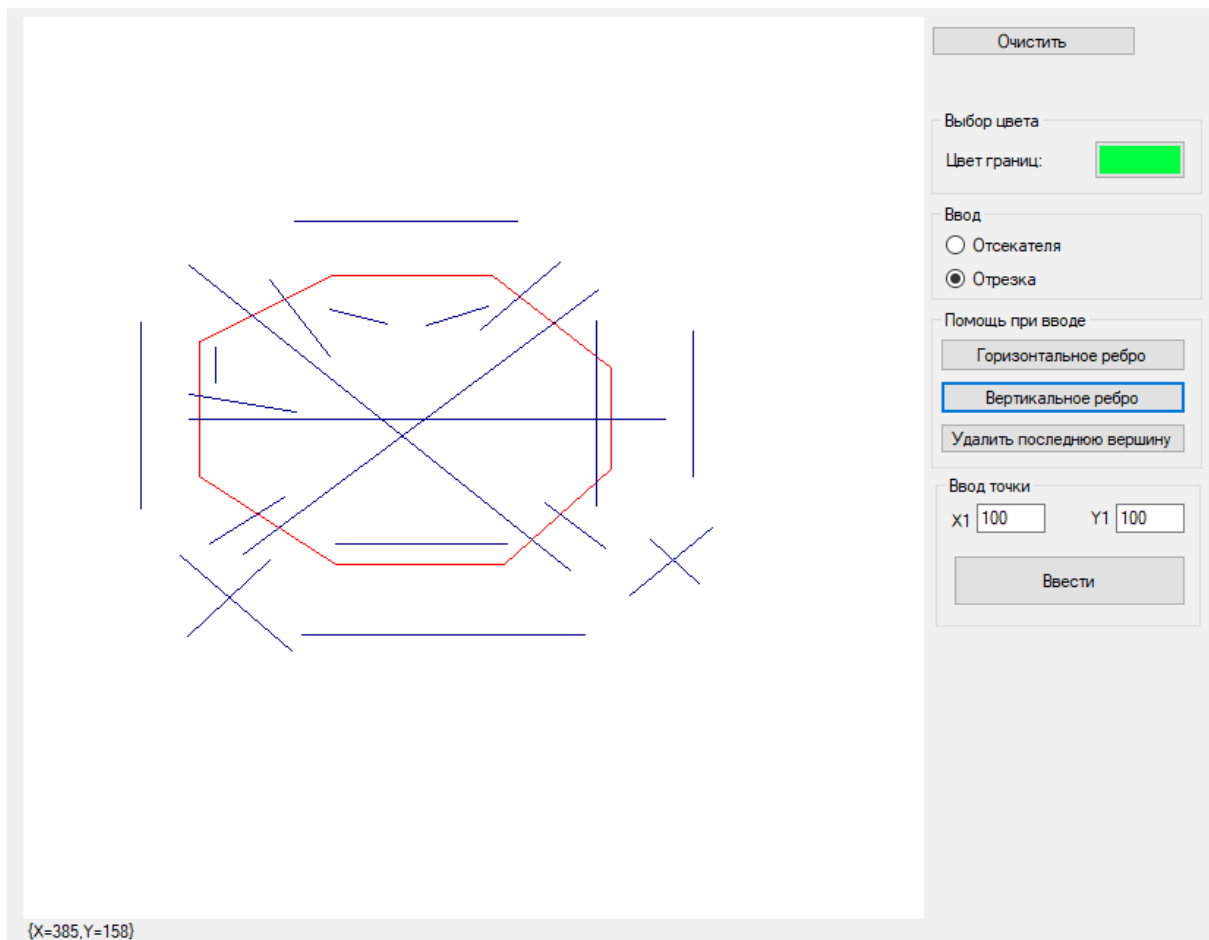 Очистить
Выбор цвета
Цвет границ:
Ввод
Отсекателя
Отрезка
Помощь при вводе
Горизонтальное ребро
Вертикальное ребро
Удалить последнюю вершину
Ввод точки
X1 100 Y1 100
Ввести
{X=385,Y=158}